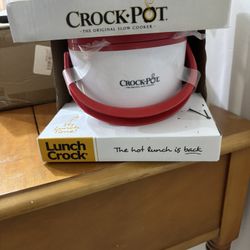 CROCK·POT
- THE ORIGINAL SLOW COOKER -
CROCK·POT
Lunch
Crock
The hot lunch is back